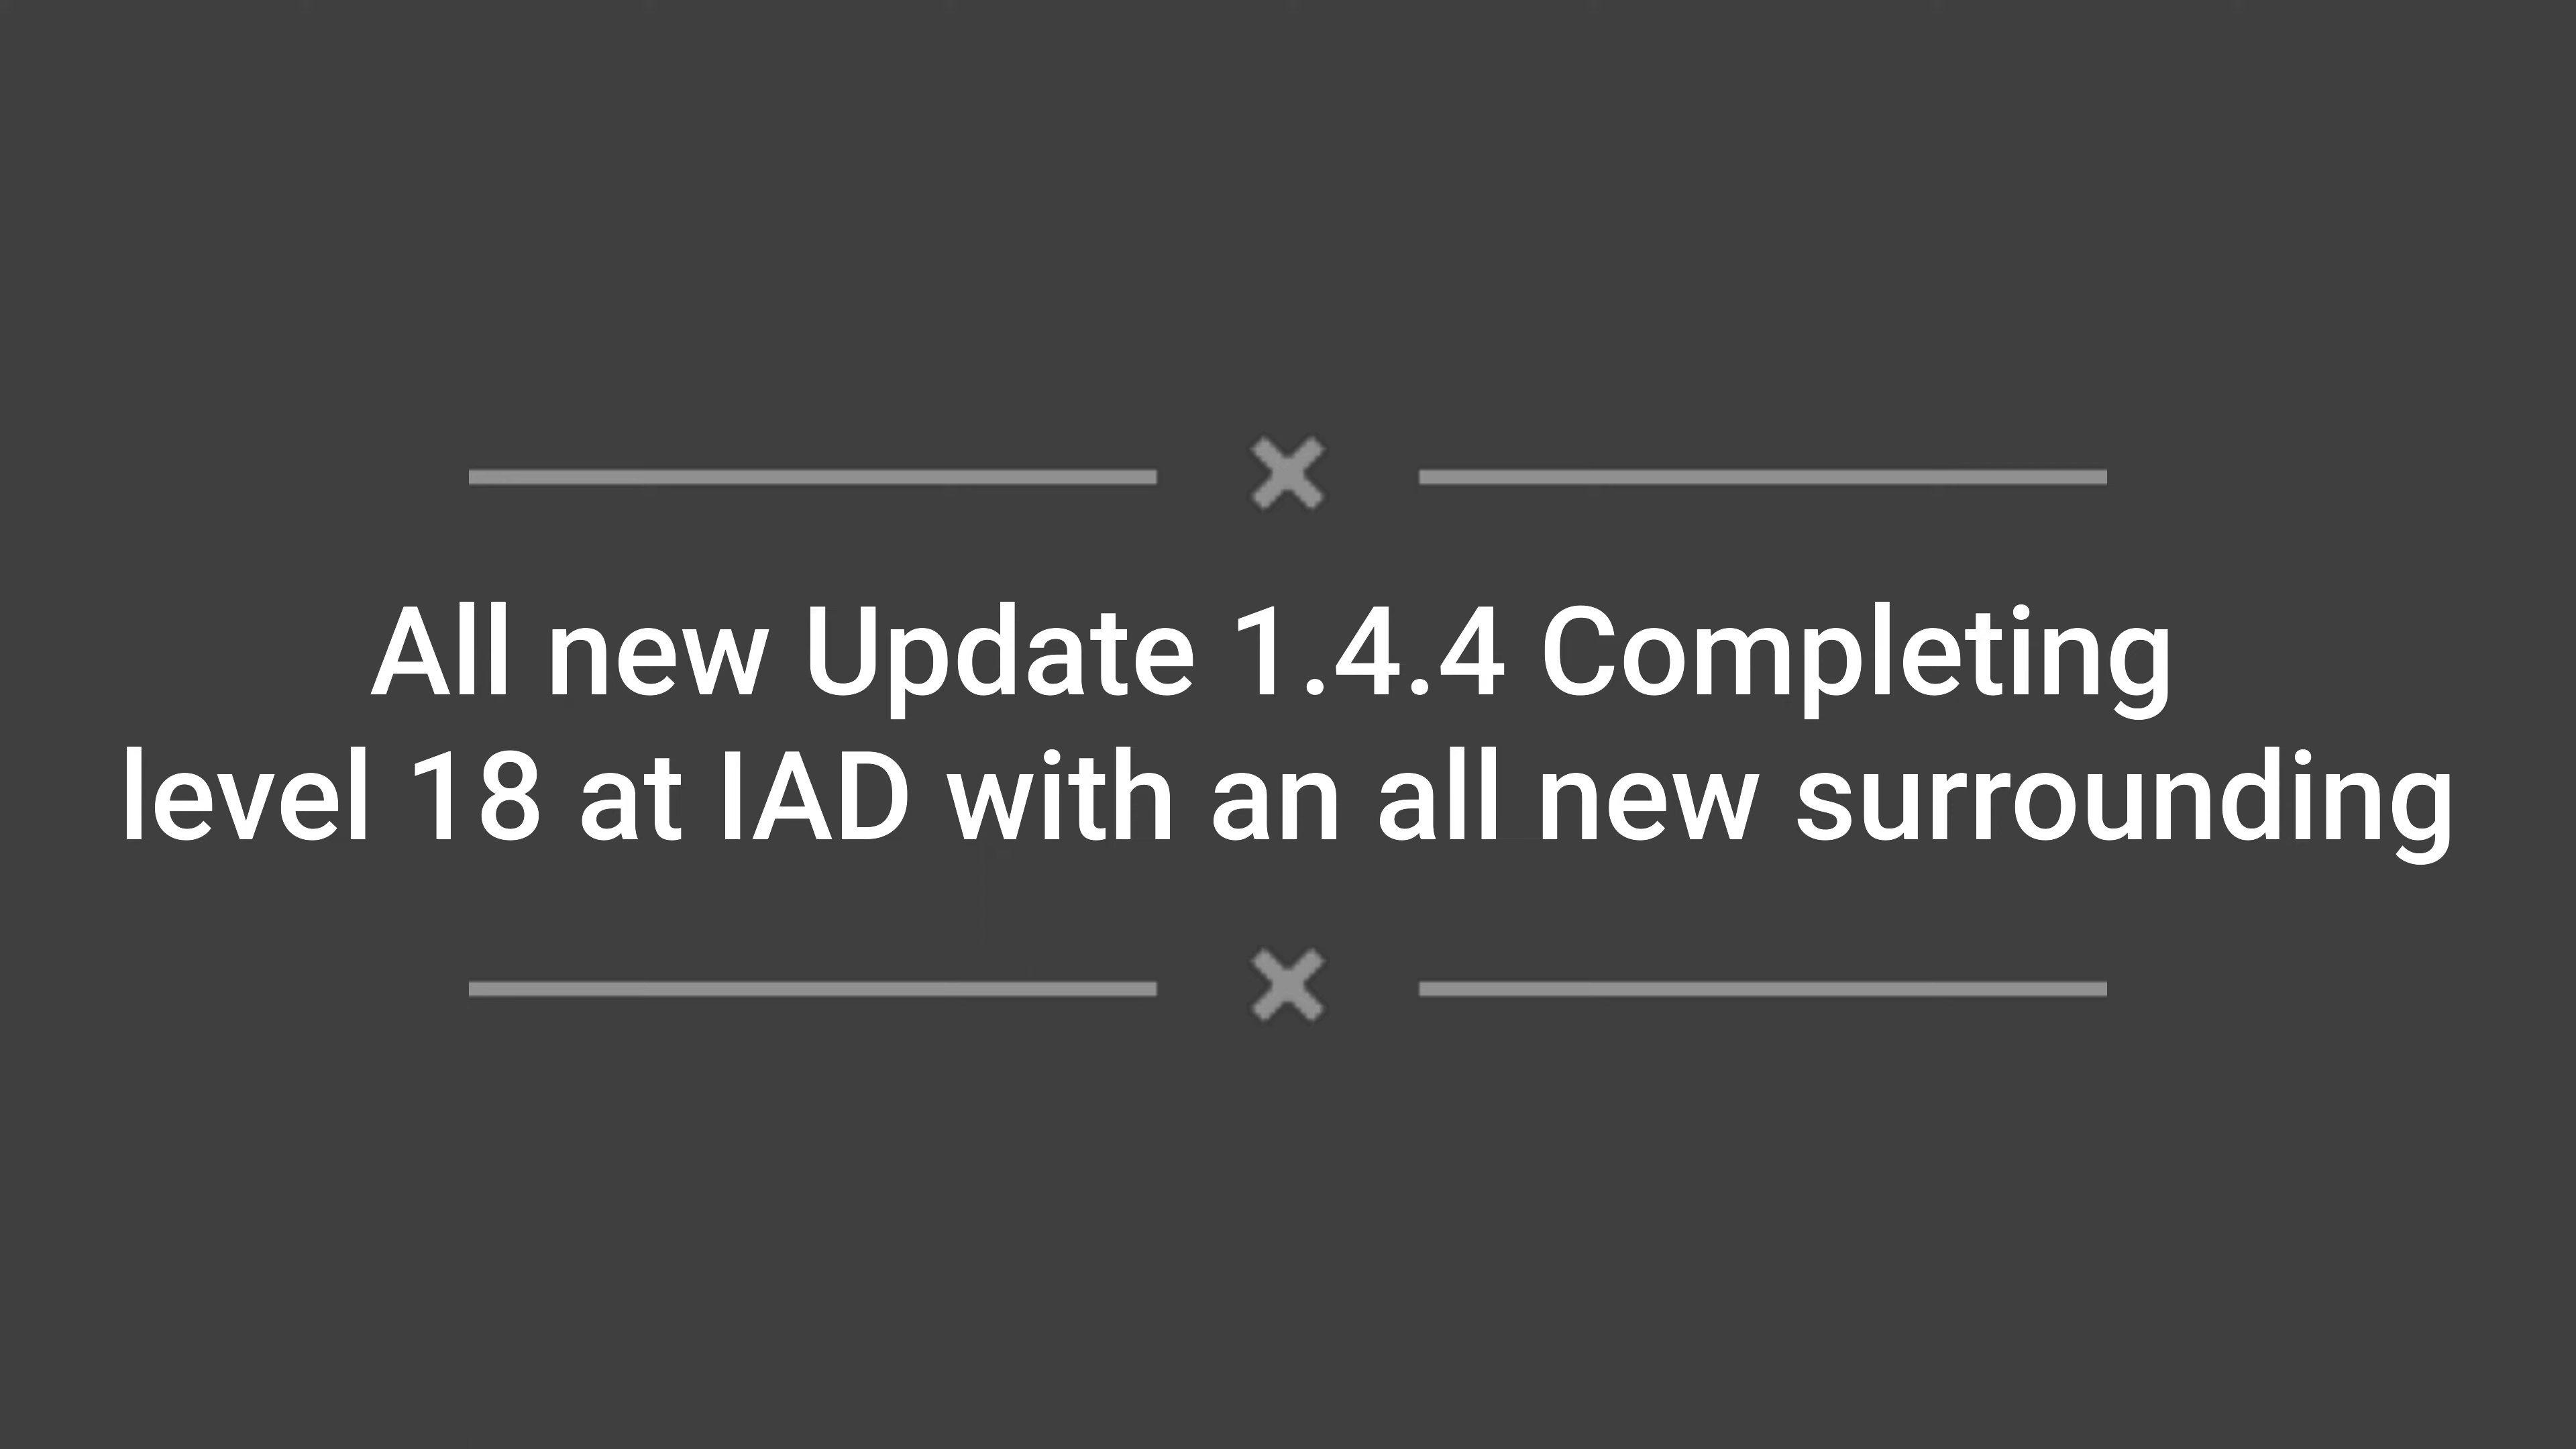 All new Update 1.4.4 Completing
level 18 at IAD with an all new surrounding